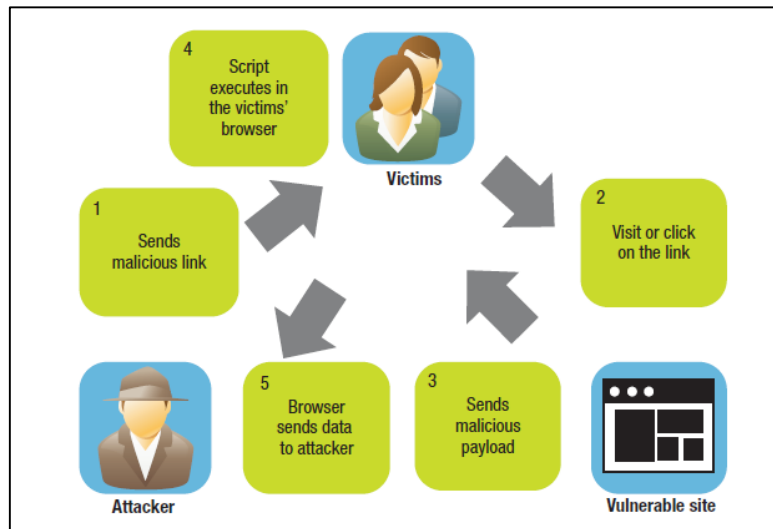 4
Script
executes in
the victims'
browser
Victims
1
Sends
malicious link
2
Visit or click
on the link
5
Browser
sends data
to attacker
3
Sends
malicious
payload
Attacker
Vulnerable site